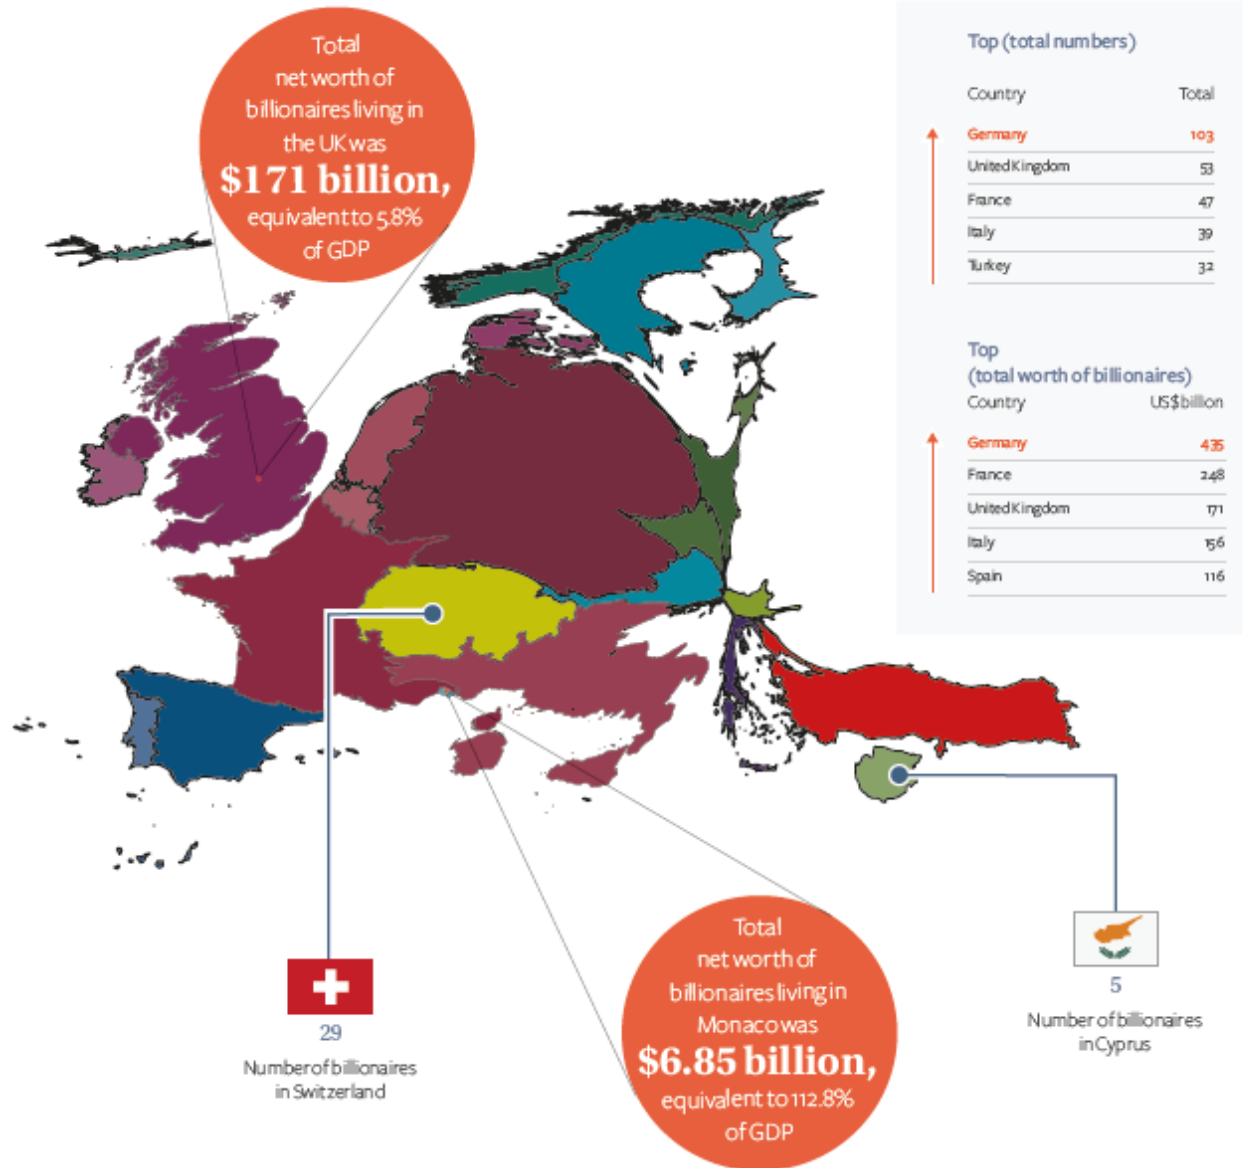 Total
net worth of
billionaires living in
the UK was
$171 billion,
equivalent to 5.8%
of GDP
Top (total numbers)
Country Total
Germany 103
United Kingdom 53
France 47
Italy 39
Turkey 32
Top
(total worth of billionaires)
Country US$billion
Germany 435
France 248
United Kingdom 171
Italy 156
Spain 116
29
Number of billionaires
in Switzerland
Total
net worth of
billionaires living in
Monaco was
$6.85 billion,
equivalent to 112.8%
of GDP
5
Number of billionaires
in Cyprus